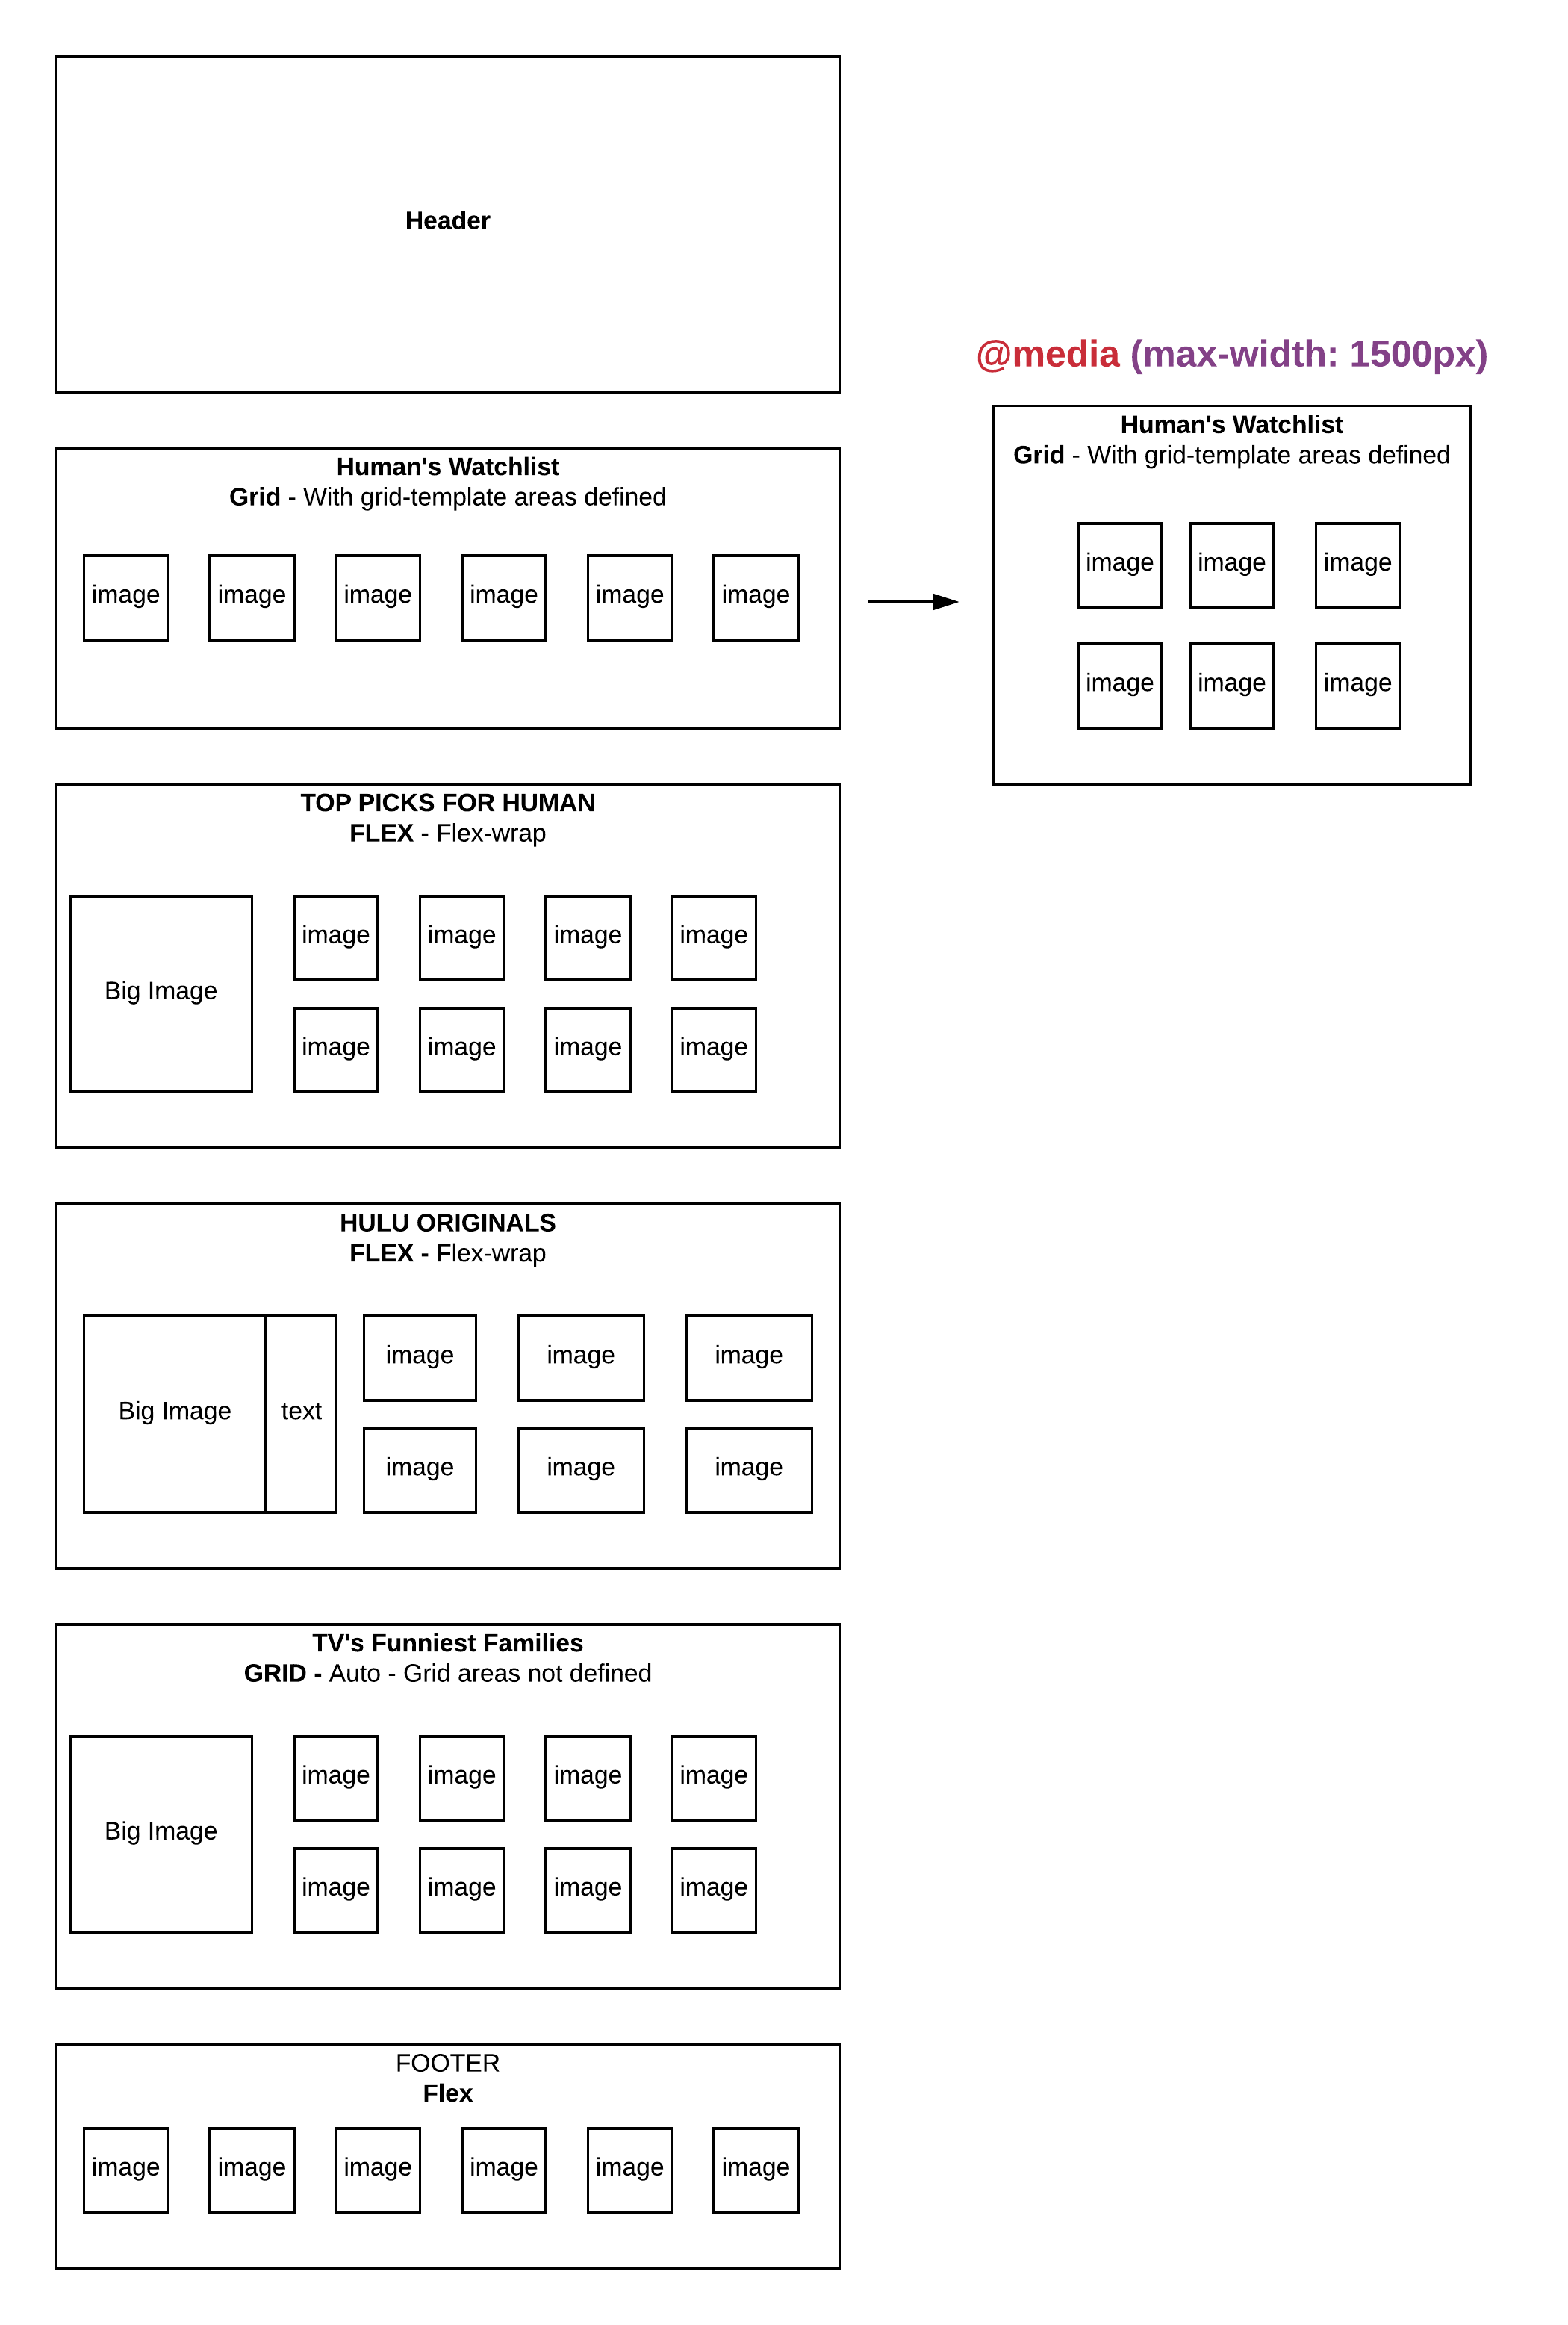 Header
@media (max-width: 1500px)
Human's Watchlist
Grid - With grid-template areas defined
image image image
image image image
Human's Watchlist
Grid - With grid-template areas defined
image image image image image image
TOP PICKS FOR HUMAN
FLEX - Flex-wrap
Big Image
image image image image
image image image image
HULU ORIGINALS
FLEX - Flex-wrap
Big Image
text
image image image
image image image
TV's Funniest Families
GRID - Auto - Grid areas not defined
Big Image
image image image image
image image image image
FOOTER
Flex
image image image image image image